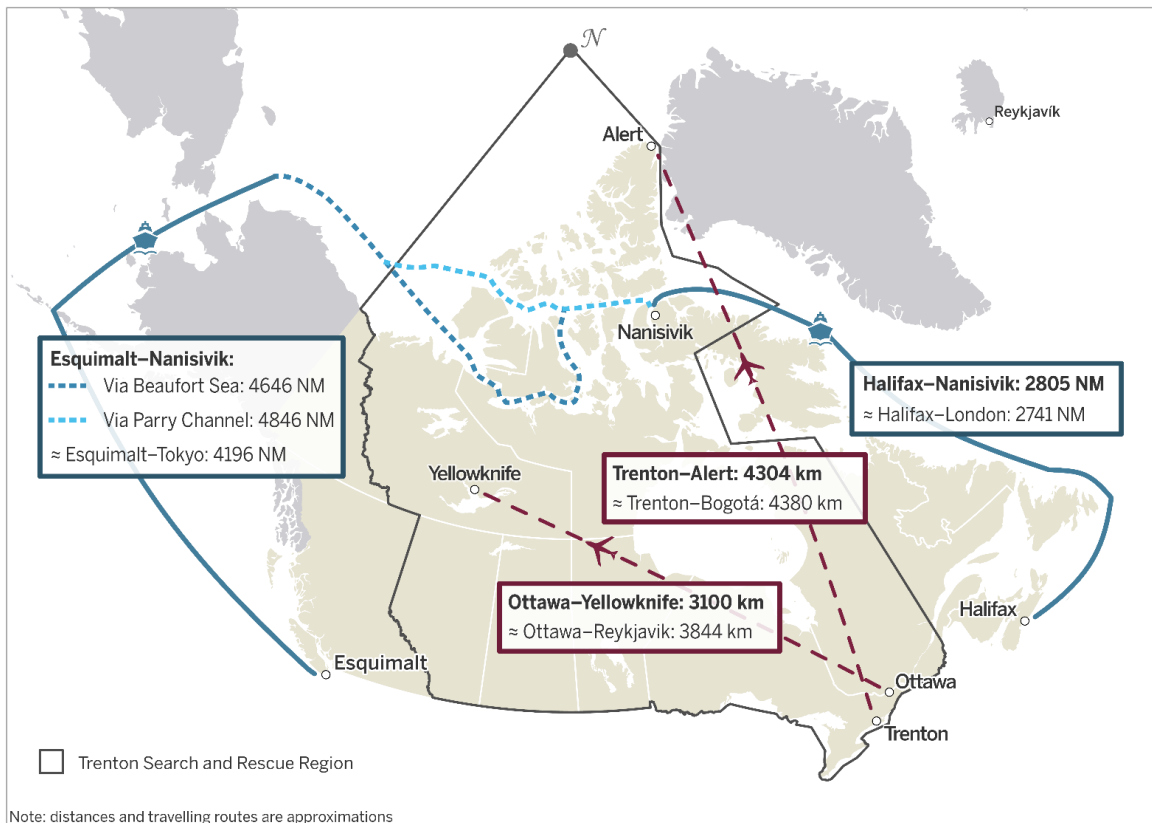 N
Reykjavík
Alert
Nanisivik
Esquimalt–Nanisivik:
Via Beaufort Sea: 4646 NM
Via Parry Channel: 4846 NM
≈ Esquimalt–Tokyo: 4196 NM
Halifax–Nanisivik: 2805 NM
≈ Halifax–London: 2741 NM
Trenton–Alert: 4304 km
≈ Trenton–Bogotá: 4380 km
Yellowknife
Ottawa–Yellowknife: 3100 km
≈ Ottawa–Reykjavik: 3844 km
Halifax
Esquimalt
Ottawa
Trenton
Trenton Search and Rescue Region
Note: distances and travelling routes are approximations